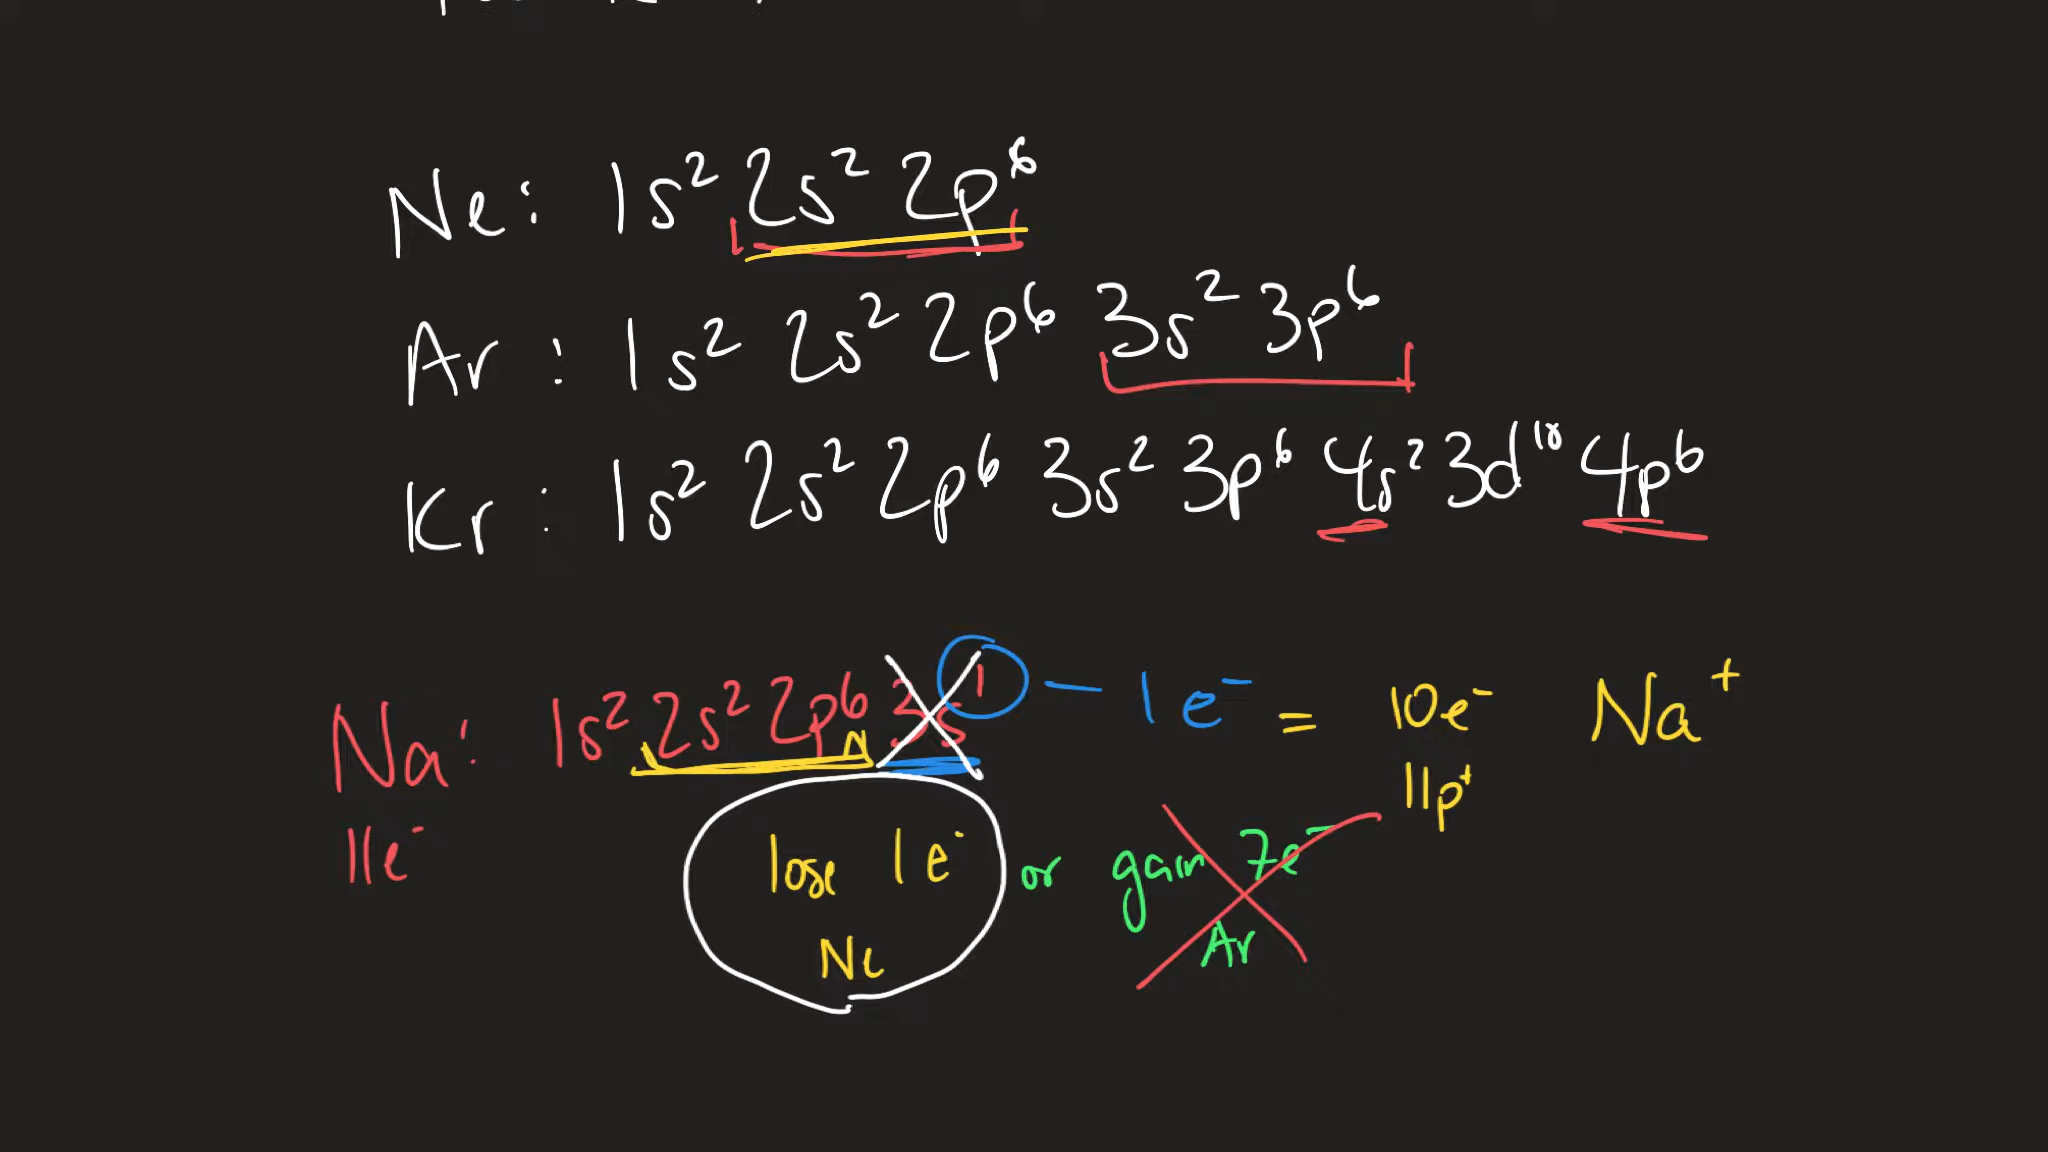 Ne: 1s² 2s² 2p⁶
Ar: 1s² 2s² 2p⁶ 3s² 3p⁶
Kr: 1s² 2s² 2p⁶ 3s² 3p⁶ 4s² 3d¹⁰ 4p⁶
Na: 1s² 2s² 2p⁶ 3s¹ — 1e⁻ = 10e⁻ Na⁺
11p⁺
11e⁻
lose 1e⁻ or gain 7e⁻
Ne Ar